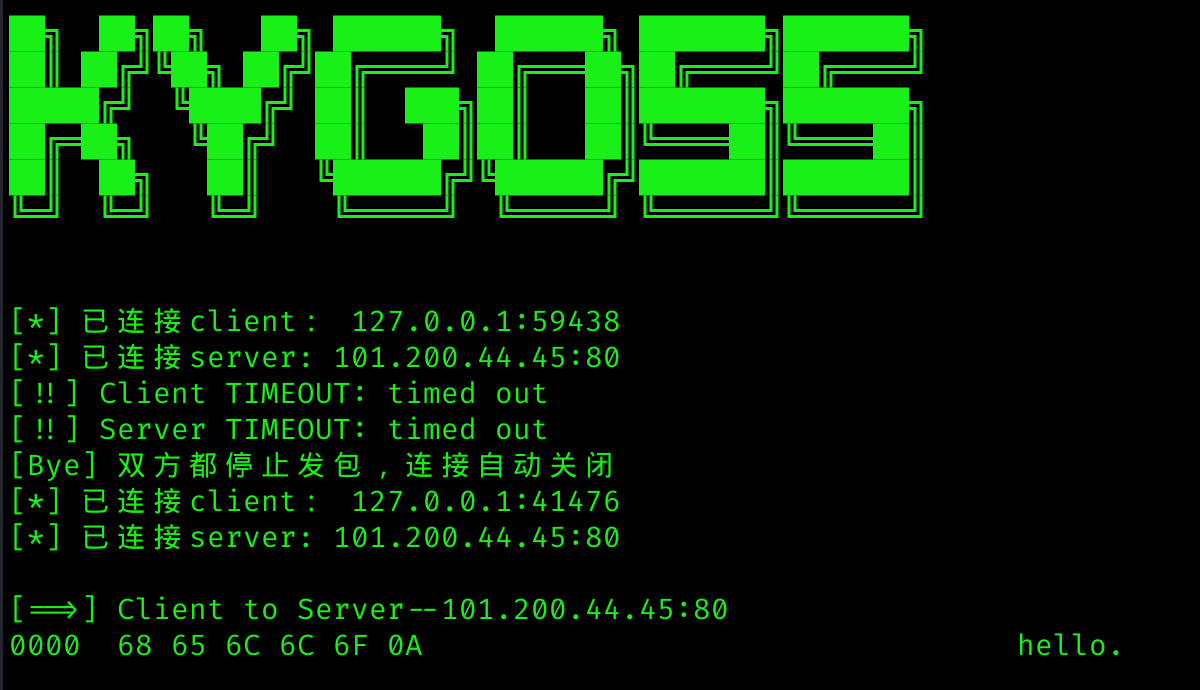 KYGOSS
[*] 已连接client： 127.0.0.1:59438
[*] 已连接server: 101.200.44.45:80
[!!] Client TIMEOUT: timed out
[!!] Server TIMEOUT: timed out
[Bye] 双方都停止发包，连接自动关闭
[*] 已连接client： 127.0.0.1:41476
[*] 已连接server: 101.200.44.45:80
[==>] Client to Server--101.200.44.45:80
0000  68 65 6C 6C 6F 0A hello.